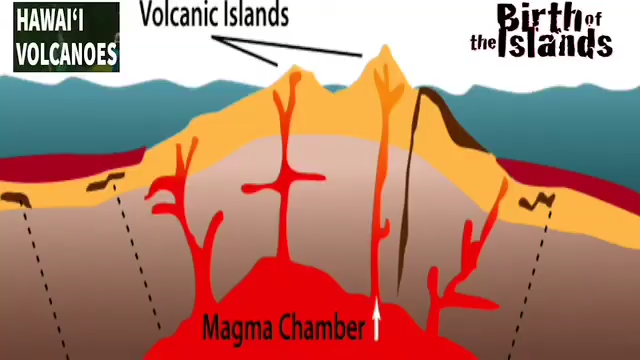 HAWAIʻI
VOLCANOES
Volcanic Islands
Birth of
the Islands
Magma Chamber